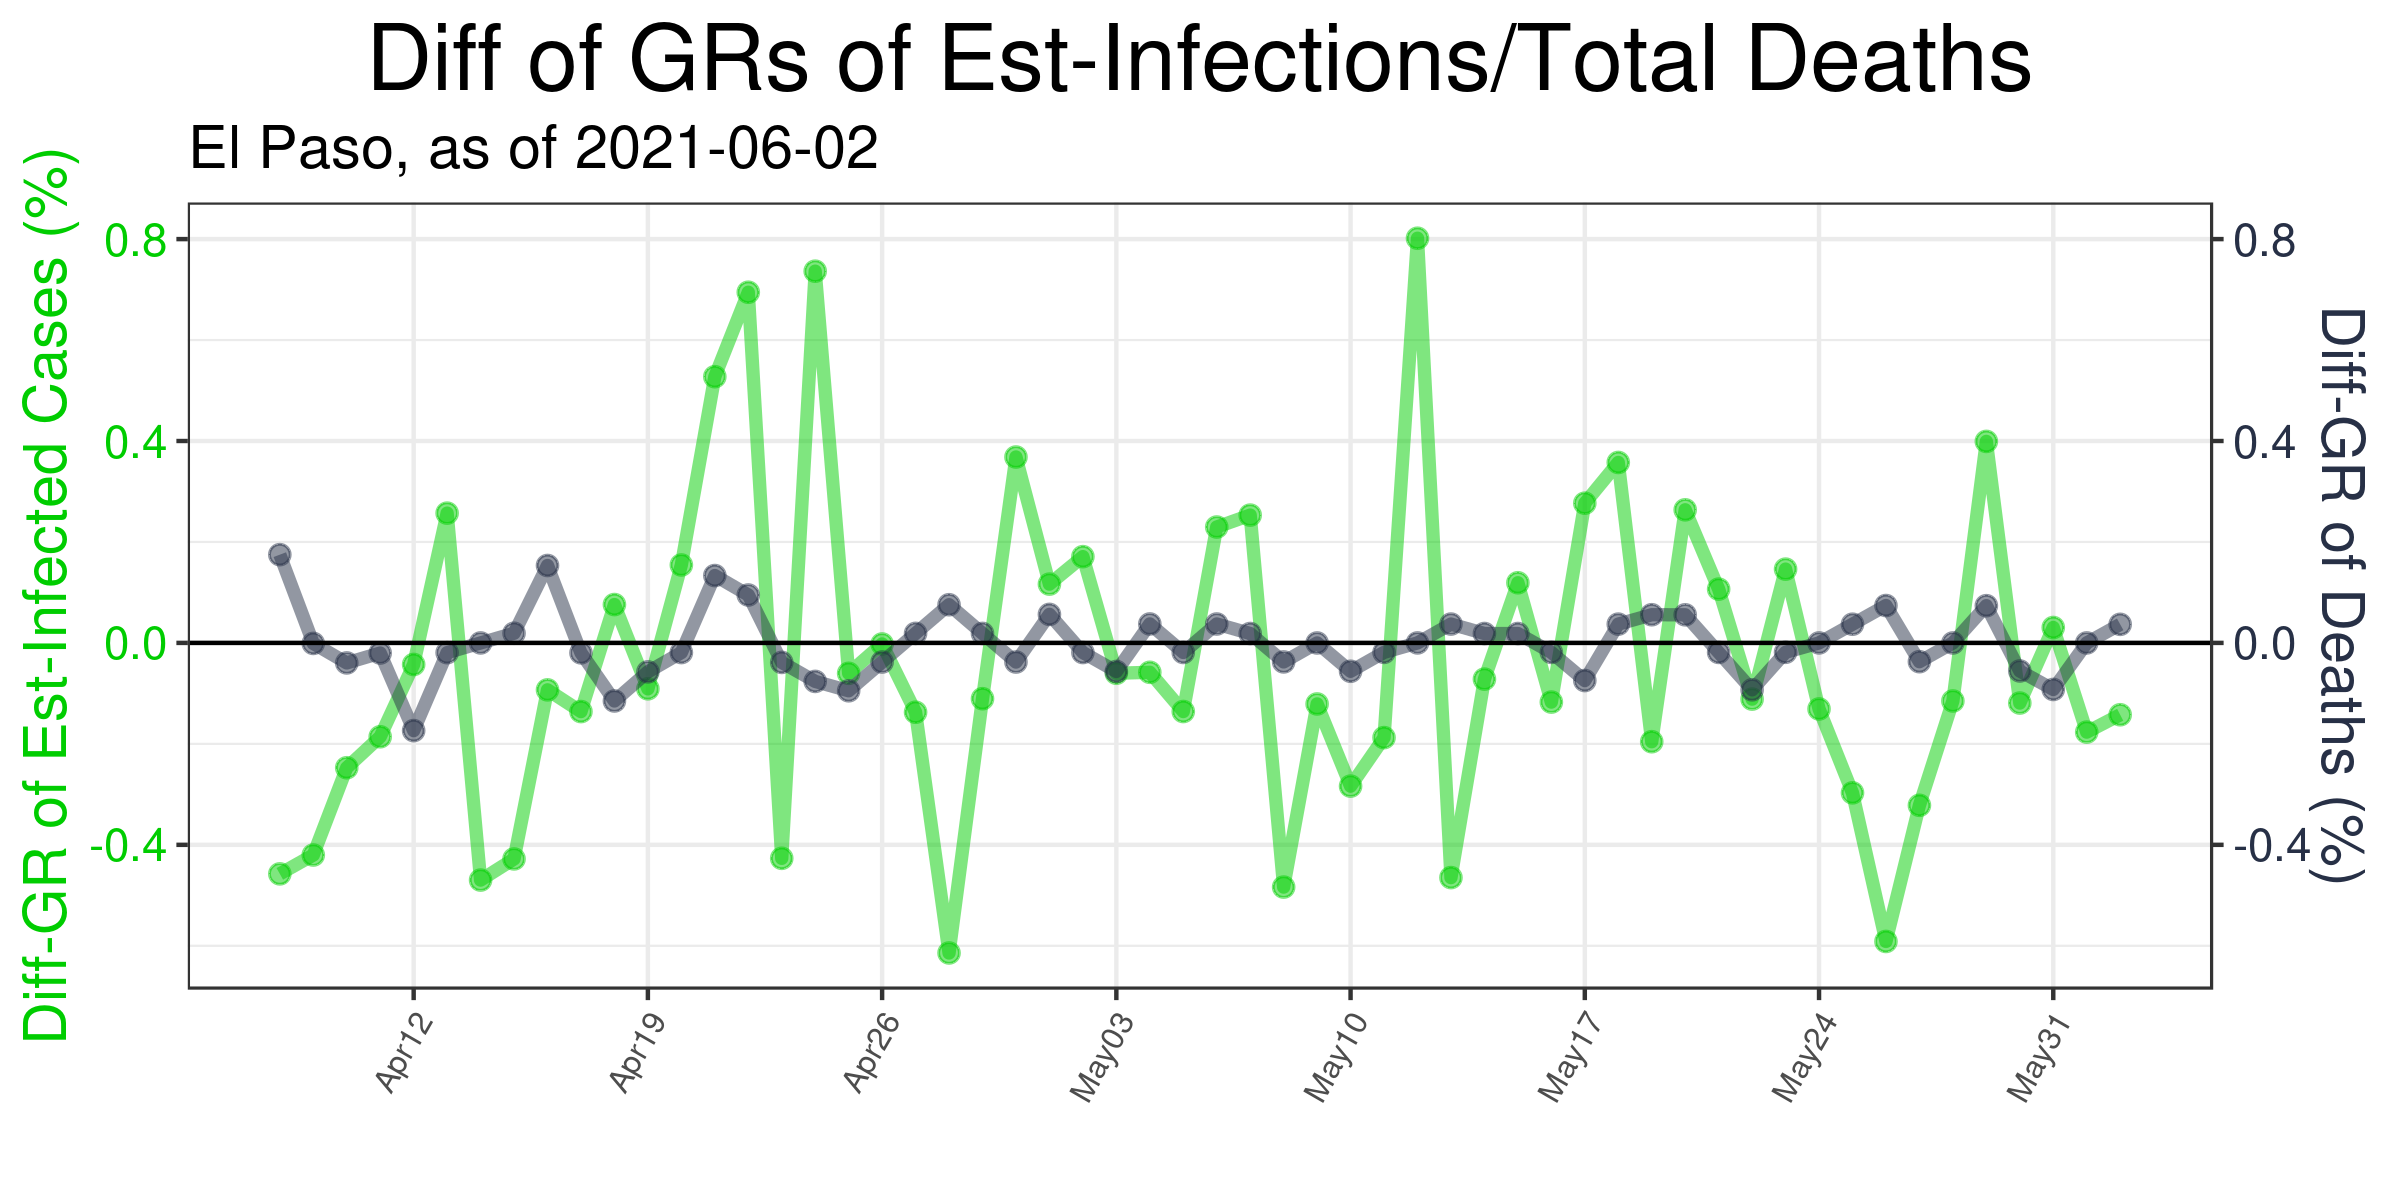 Diff of GRs of Est-Infections/Total Deaths
El Paso, as of 2021-06-02
Diff-GR of Est-Infected Cases (%)
0.8
0.4
0.0
-0.4
0.8
0.4
0.0
-0.4
Diff-GR of Deaths (%)
Apr12
Apr19
Apr26
May03
May10
May17
May24
May31